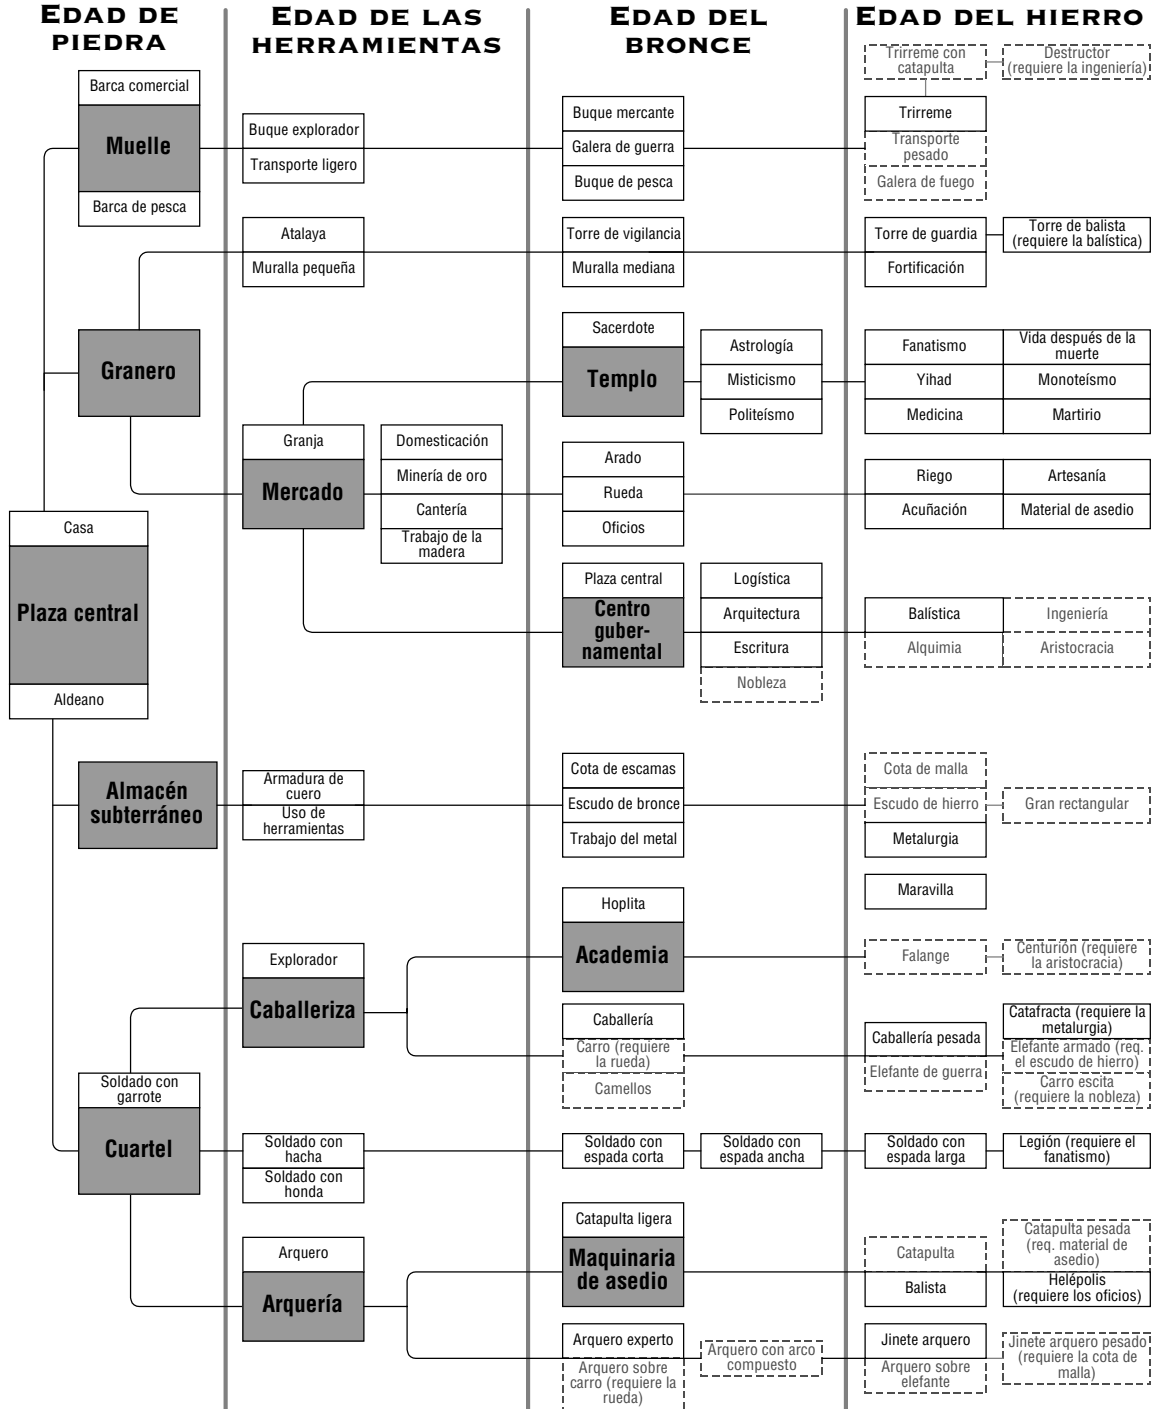 EDAD DE
PIEDRA
EDAD DE LAS
HERRAMIENTAS
EDAD DEL
BRONCE
EDAD DEL HIERRO
Trirreme con
catapulta
Destructor
(requiere la ingeniería)
Barca comercial
Muelle
Barca de pesca
Buque explorador
Transporte ligero
Buque mercante
Galera de guerra
Buque de pesca
Trirreme
Transporte
pesado
Galera de fuego
Atalaya
Muralla pequeña
Torre de vigilancia
Muralla mediana
Torre de guardia
Fortificación
Torre de balista
(requiere la balística)
Granero
Sacerdote
Templo
Astrología
Misticismo
Politeísmo
Fanatismo
Yihad
Medicina
Vida después de la
muerte
Monoteísmo
Martirio
Granja
Mercado
Domesticación
Minería de oro
Cantería
Trabajo de la
madera
Arado
Rueda
Oficios
Riego
Acuñación
Artesanía
Material de asedio
Casa
Plaza central
Aldeano
Plaza central
Centro
guber-
namental
Logística
Arquitectura
Escritura
Nobleza
Balística
Alquimia
Ingeniería
Aristocracia
Almacén
subterráneo
Armadura de
cuero
Uso de
herramientas
Cota de escamas
Escudo de bronce
Trabajo del metal
Cota de malla
Escudo de hierro
Metalurgia
Gran rectangular
Maravilla
Hoplita
Academia
Falange
Centurión (requiere
la aristocracia)
Explorador
Caballeriza
Caballería
Carro (requiere
la rueda)
Camellos
Caballería pesada
Elefante de guerra
Catafracta (requiere la
metalurgia)
Elefante armado (req.
el escudo de hierro)
Carro escita
(requiere la nobleza)
Soldado con
garrote
Cuartel
Soldado con
hacha
Soldado con
honda
Soldado con
espada corta
Soldado con
espada ancha
Soldado con
espada larga
Legión (requiere el
fanatismo)
Arquero
Arquería
Catapulta ligera
Maquinaria
de asedio
Catapulta
Balista
Catapulta pesada
(req. material de
asedio)
Helépolis
(requiere los oficios)
Arquero experto
Arquero sobre
carro (requiere la
rueda)
Arquero con arco
compuesto
Jinete arquero
Arquero sobre
elefante
Jinete arquero pesado
(requiere la cota de
malla)